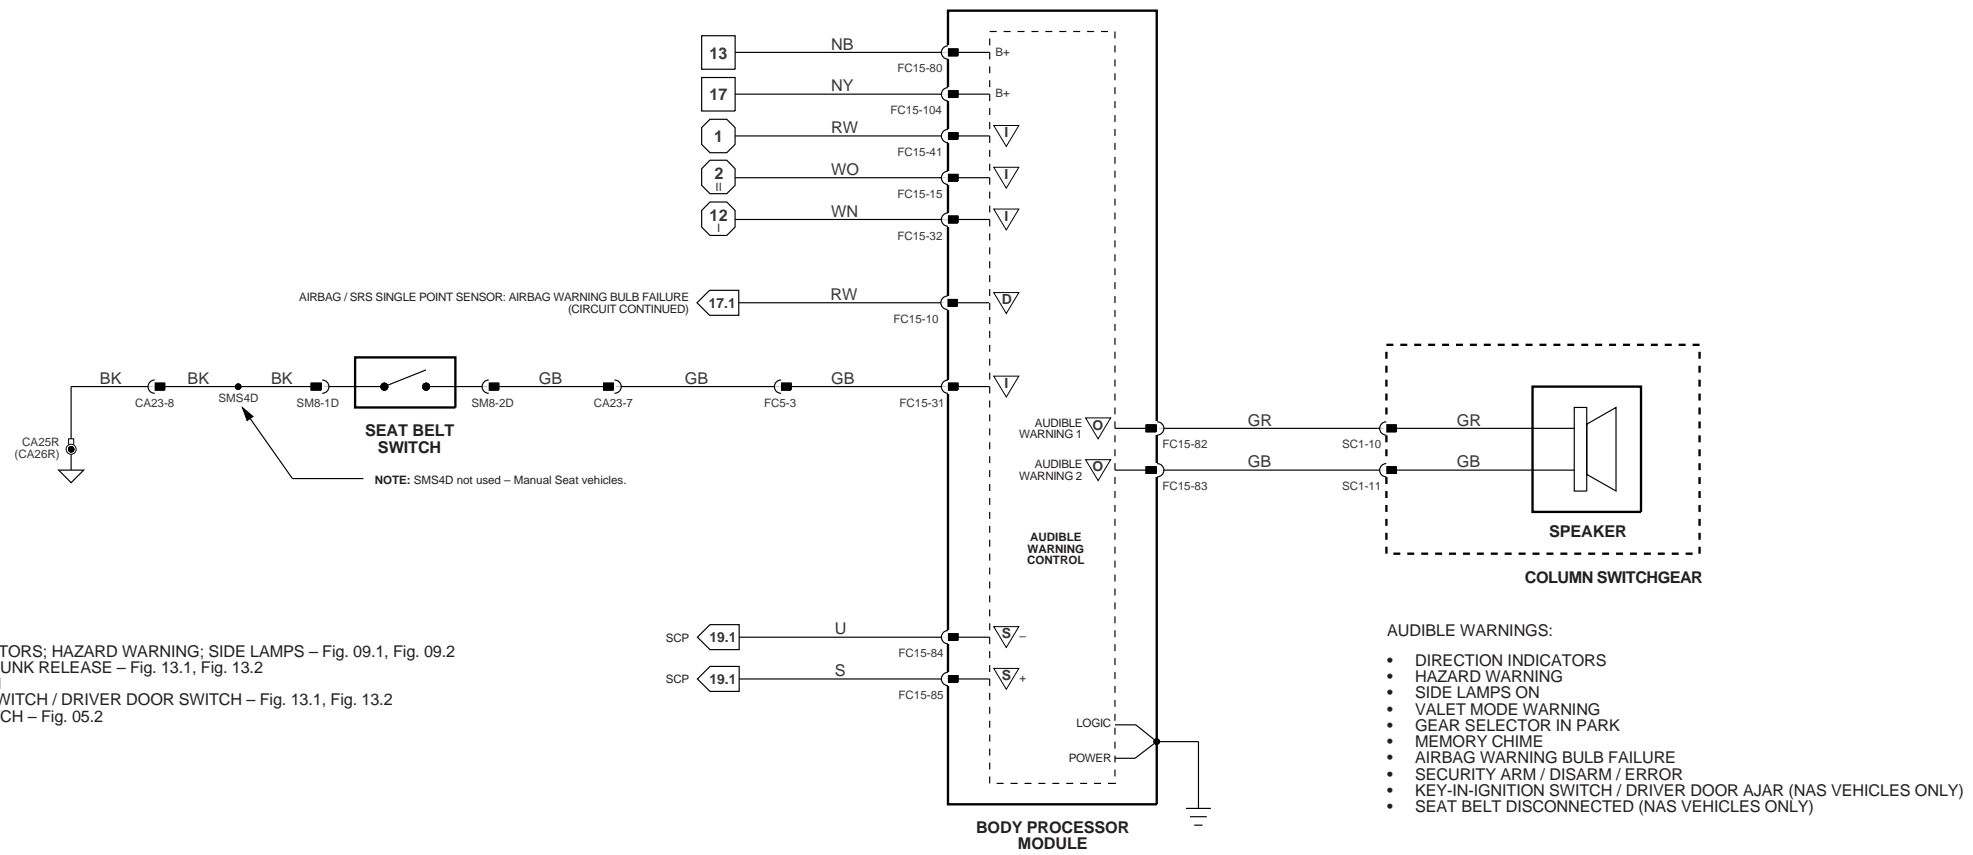 13 NB FC15-80 B+
17 NY FC15-104 B+
1 RW FC15-41 I
2 II WO FC15-15 I
12 I WN FC15-32 I
AIRBAG / SRS SINGLE POINT SENSOR: AIRBAG WARNING BULB FAILURE
(CIRCUIT CONTINUED)
17.1 RW FC15-10 D
BK CA23-8 BK SMS4D BK SM8-1D SM8-2D GB CA23-7 GB FC5-3 GB FC15-31 I
SEAT BELT
SWITCH
CA25R
(CA26R)
NOTE: SMS4D not used – Manual Seat vehicles.
AUDIBLE
WARNING 1
O FC15-82 GR SC1-10 GR
AUDIBLE
WARNING 2
O FC15-83 GB SC1-11 GB
SPEAKER
COLUMN SWITCHGEAR
AUDIBLE
WARNING
CONTROL
SCP 19.1 U FC15-84 S –
SCP 19.1 S FC15-85 S +
LOGIC
POWER
BODY PROCESSOR
MODULE
TORS; HAZARD WARNING; SIDE LAMPS – Fig. 09.1, Fig. 09.2
UNK RELEASE – Fig. 13.1, Fig. 13.2
WITCH / DRIVER DOOR SWITCH – Fig. 13.1, Fig. 13.2
CH – Fig. 05.2
AUDIBLE WARNINGS:
• DIRECTION INDICATORS
• HAZARD WARNING
• SIDE LAMPS ON
• VALET MODE WARNING
• GEAR SELECTOR IN PARK
• MEMORY CHIME
• AIRBAG WARNING BULB FAILURE
• SECURITY ARM / DISARM / ERROR
• KEY-IN-IGNITION SWITCH / DRIVER DOOR AJAR (NAS VEHICLES ONLY)
• SEAT BELT DISCONNECTED (NAS VEHICLES ONLY)